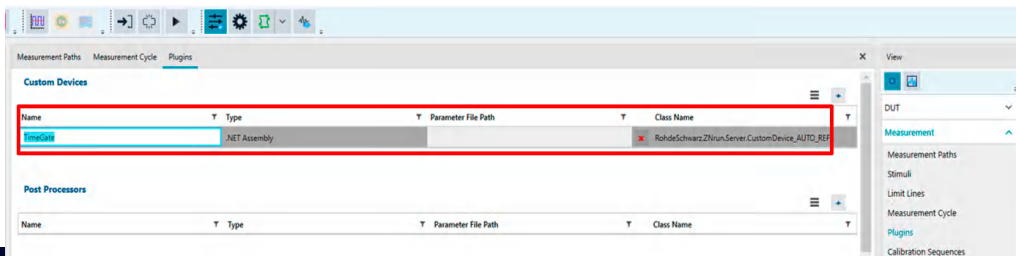 Measurement Paths Measurement Cycle Plugins
View
Custom Devices
Name Type Parameter File Path Class Name
TimeGate .NET Assembly RohdeSchwarz.ZNrun.Server.CustomDevice_AUTO_REF
Post Processors
Name Type Parameter File Path Class Name
DUT
Measurement
Measurement Paths
Stimuli
Limit Lines
Measurement Cycle
Plugins
Calibration Sequences